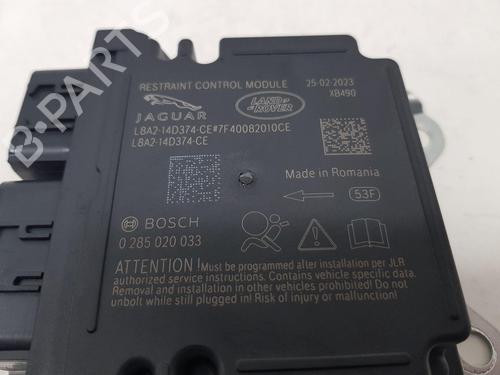 RESTRAINT CONTROL MODULE
25-02-2023
XB490
JAGUAR
LAND ROVER
L8A2-14D374-CE#7F40082010CE
L8A2-14D374-CE
Made in Romania
53F
BOSCH
0 285 020 033
ATTENTION! Must be programmed after installation per JLR
authorized service instructions. Contains vehicle specific data.
Removal and installation in other vehicles prohibited! Do not
unbolt while still plugged in! Risk of injury or malfunction!